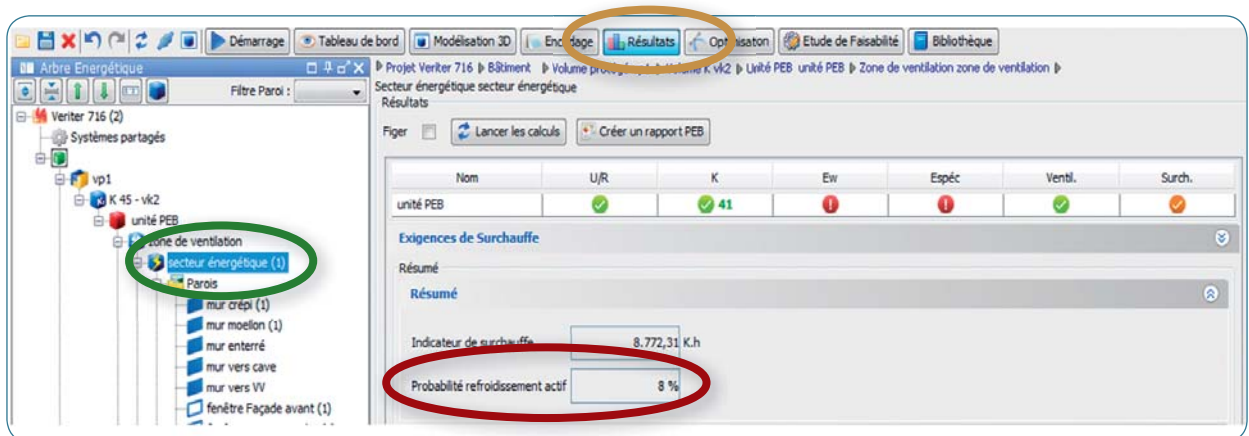 Démarrage Tableau de bord Modélisation 3D Encodage Résultats Optimisation Etude de Faisabilité Bibliothèque
Arbre Energétique
Filtre Paroi :
Veriter 716 (2)
Systèmes partagés
vp1
K 45 - vk2
unité PEB
zone de ventilation
secteur énergétique (1)
Parois
mur crépi (1)
mur moellon (1)
mur enterré
mur vers cave
mur vers VV
fenêtre Façade avant (1)
Projet Veriter 716 Bâtiment Volume K vk2 Unité PEB unité PEB Zone de ventilation zone de ventilation
Secteur énergétique secteur énergétique
Résultats
Figer Lancer les calculs Créer un rapport PEB
Nom U/R K Ew Espéc Ventil. Surch.
unité PEB 41
Exigences de Surchauffe
Résumé
Résumé
Indicateur de surchauffe 8.772,31 K.h
Probabilité refroidissement actif 8 %